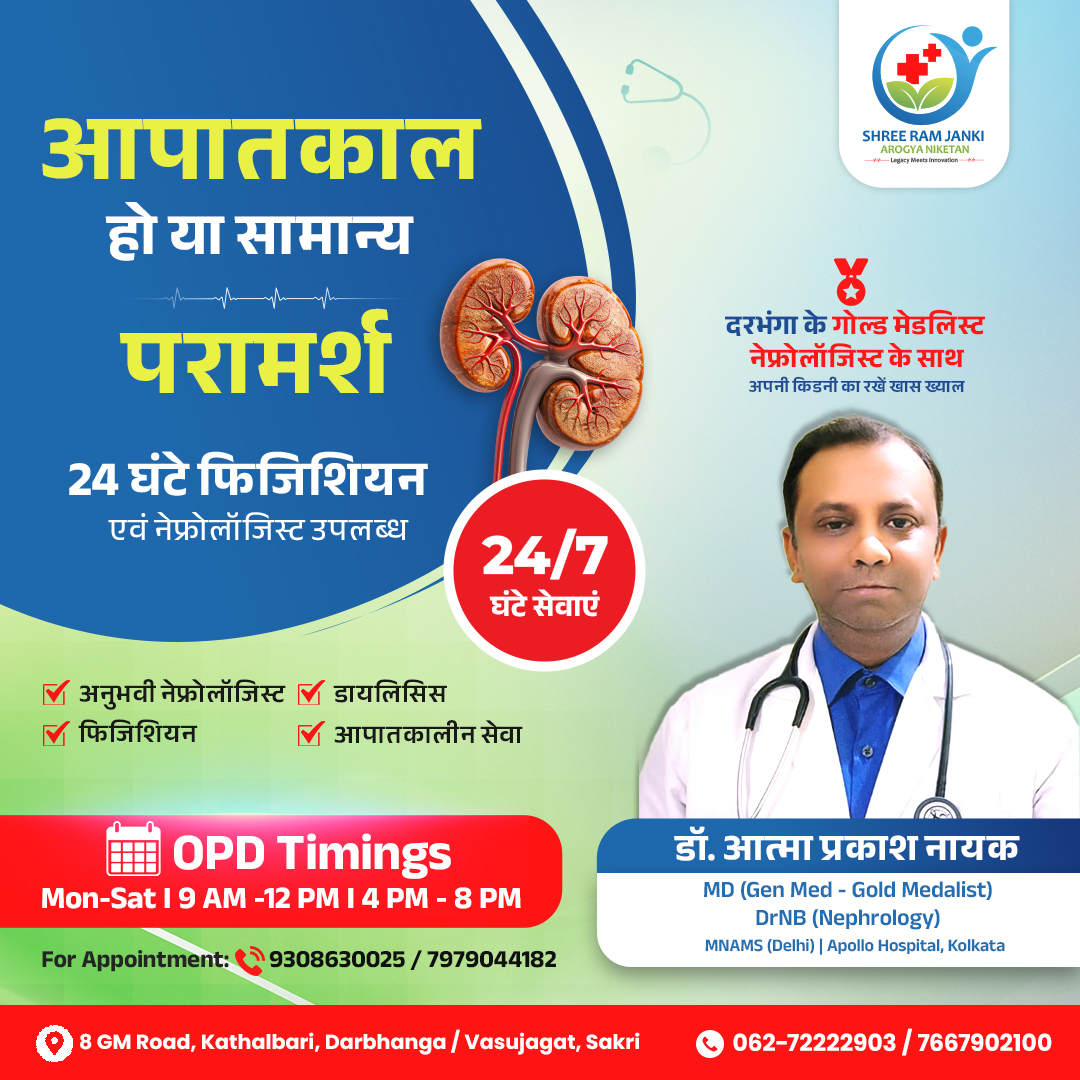 SHREE RAM JANKI
AROGYA NIKETAN
Legacy Meets Innovation
आपातकाल
हो या सामान्य
परामर्श
24 घंटे फिजिशियन
एवं नेफ्रोलॉजिस्ट उपलब्ध
24/7
घंटे सेवाएं
दरभंगा के गोल्ड मेडलिस्ट
नेफ्रोलॉजिस्ट के साथ
अपनी किडनी का रखें खास ख्याल
अनुभवी नेफ्रोलॉजिस्ट
डायलिसिस
फिजिशियन
आपातकालीन सेवा
OPD Timings
Mon-Sat I 9 AM -12 PM I 4 PM - 8 PM
For Appointment: 9308630025 / 7979044182
डॉ. आत्मा प्रकाश नायक
MD (Gen Med - Gold Medalist)
DrNB (Nephrology)
MNAMS (Delhi) | Apollo Hospital, Kolkata
8 GM Road, Kathalbari, Darbhanga / Vasujagat, Sakri
062-72222903 / 7667902100